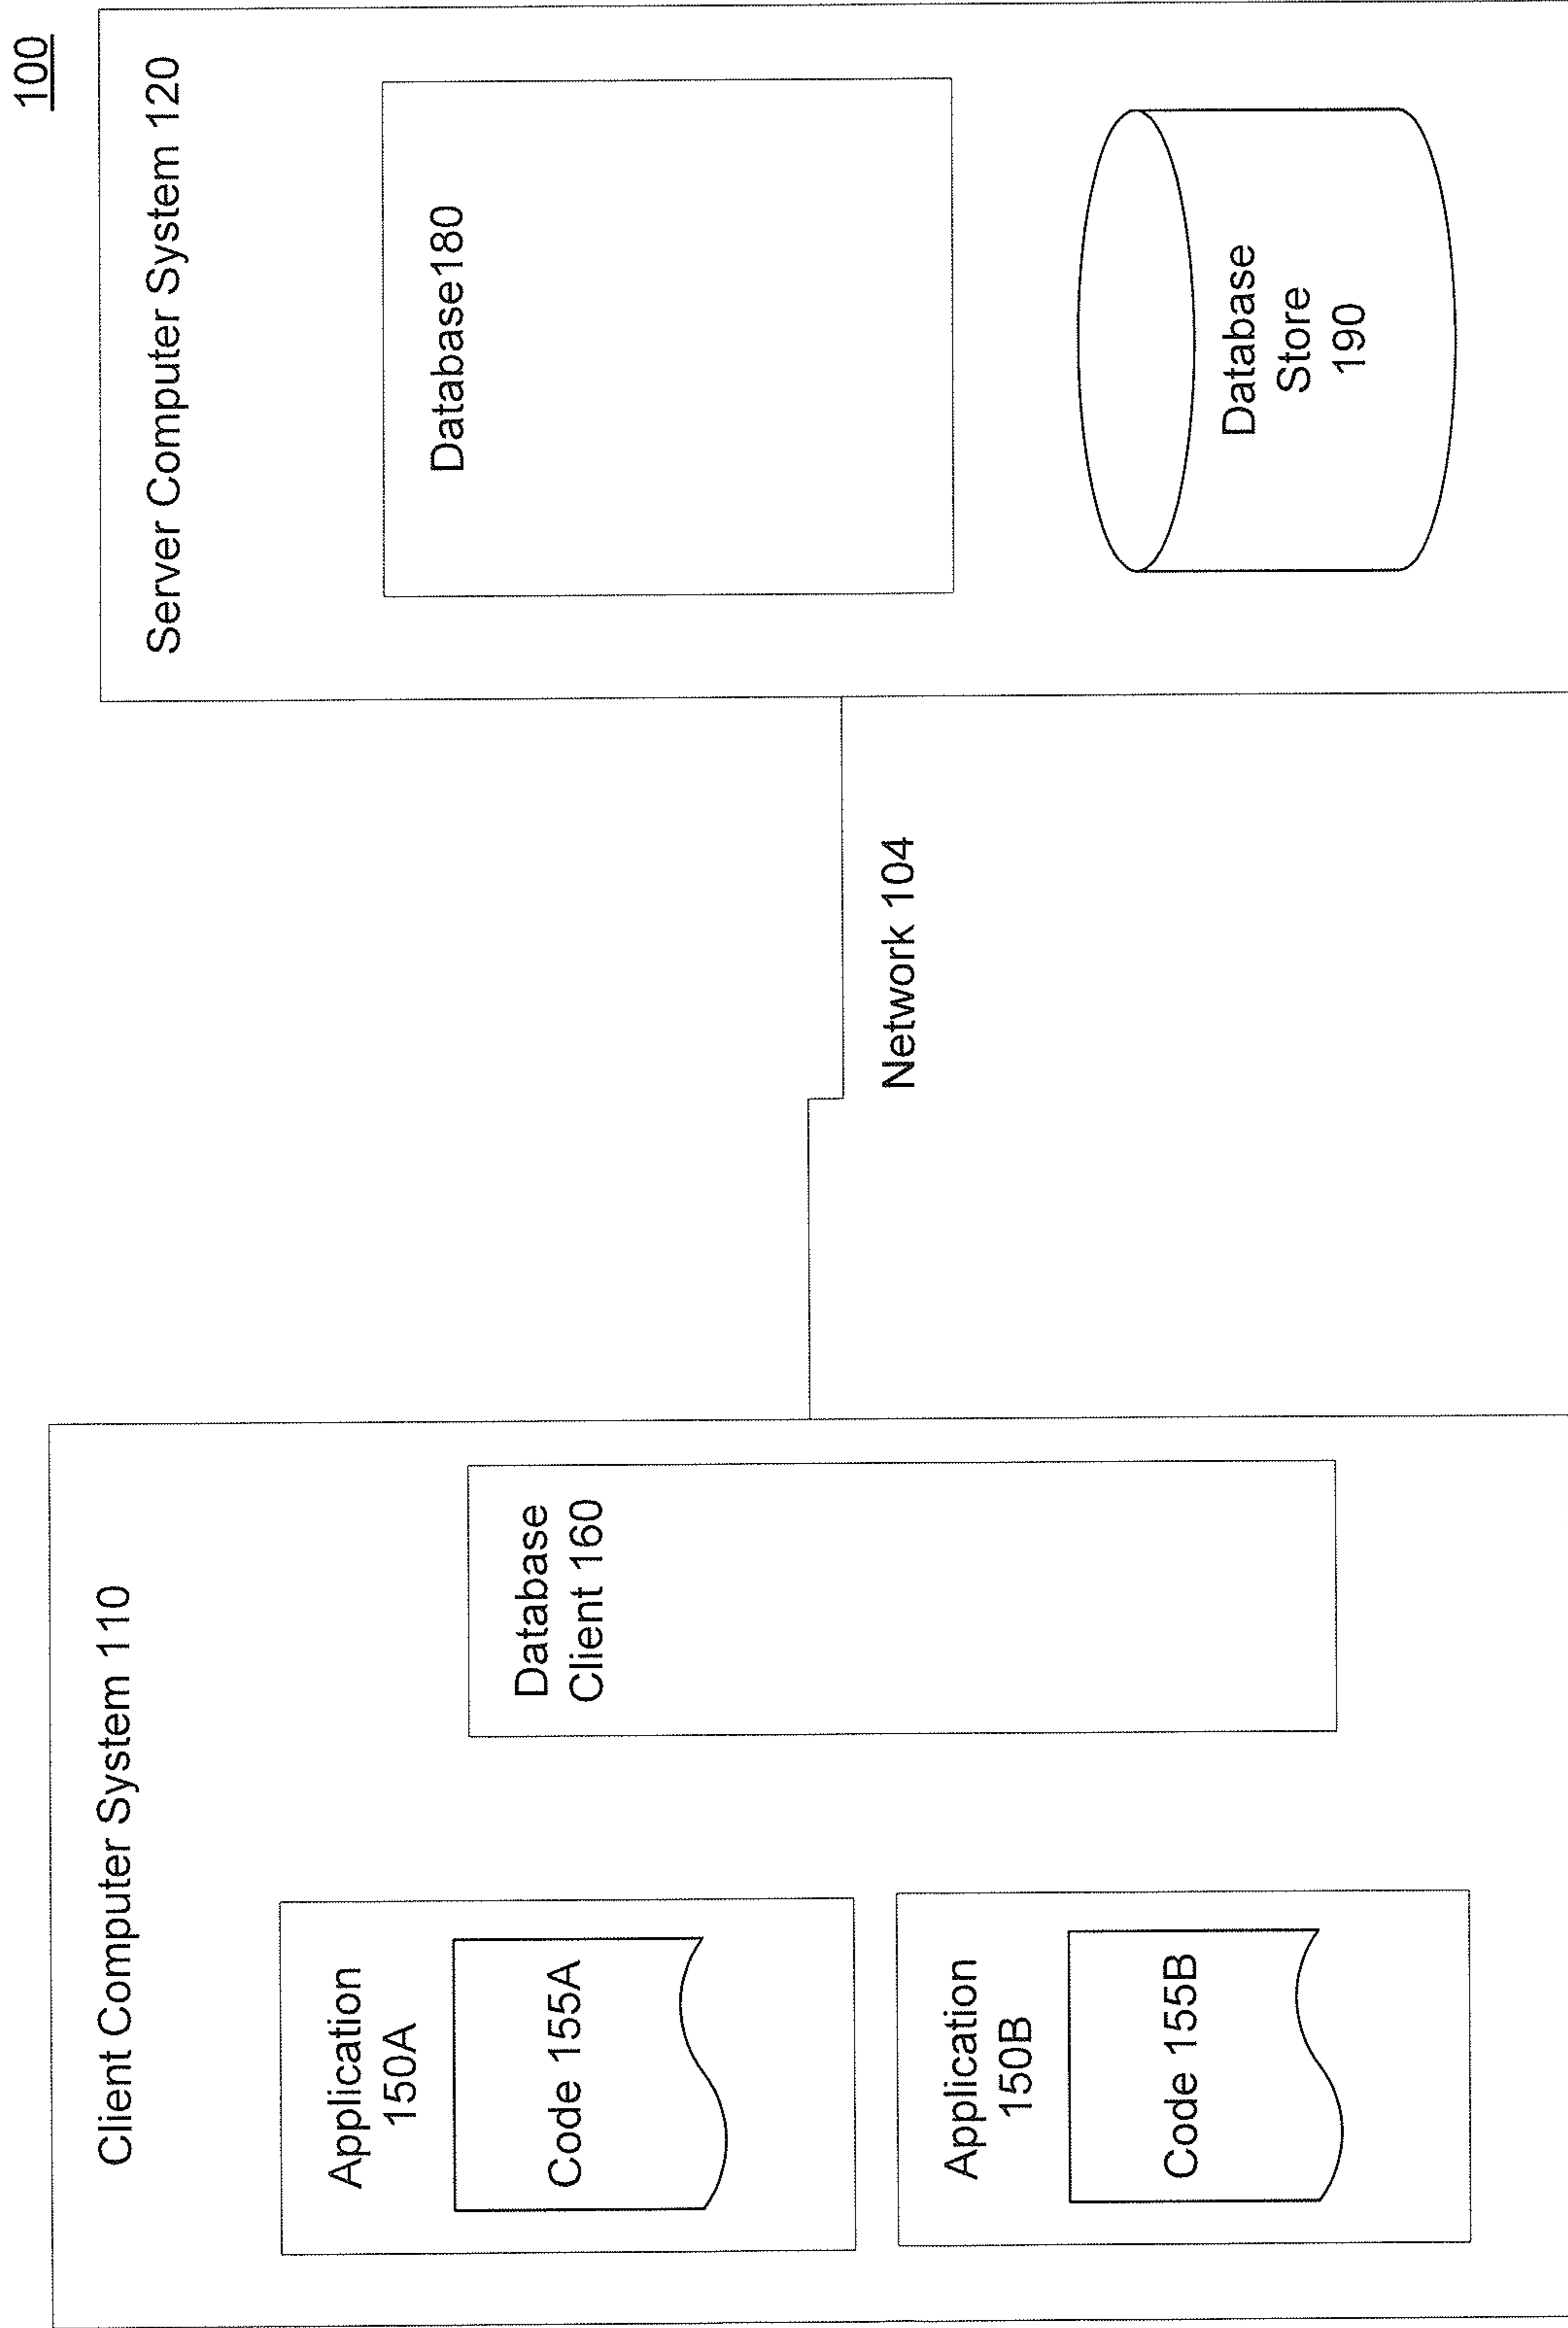 100
Client Computer System 110
Application
150A
Code 155A
Application
150B
Code 155B
Database
Client 160
Network 104
Server Computer System 120
Database180
Database
Store
190